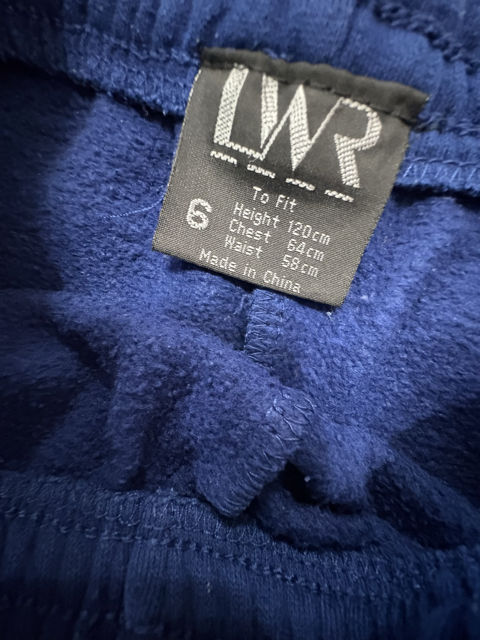 LWR
To Fit
6
Height 120cm
Chest 64cm
Waist 58cm
Made in China